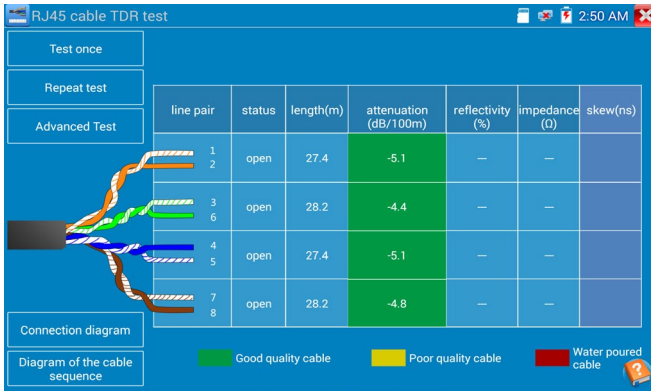 RJ45 cable TDR test
2:50 AM
Test once
Repeat test
Advanced Test
line pair status length(m) attenuation (dB/100m) reflectivity (%) impedance (Ω) skew(ns)
1
2
open 27.4 -5.1 — —
3
6
open 28.2 -4.4 — —
4
5
open 27.4 -5.1 — —
7
8
open 28.2 -4.8 — —
Connection diagram
Diagram of the cable
sequence
Good quality cable
Poor quality cable
Water poured
cable